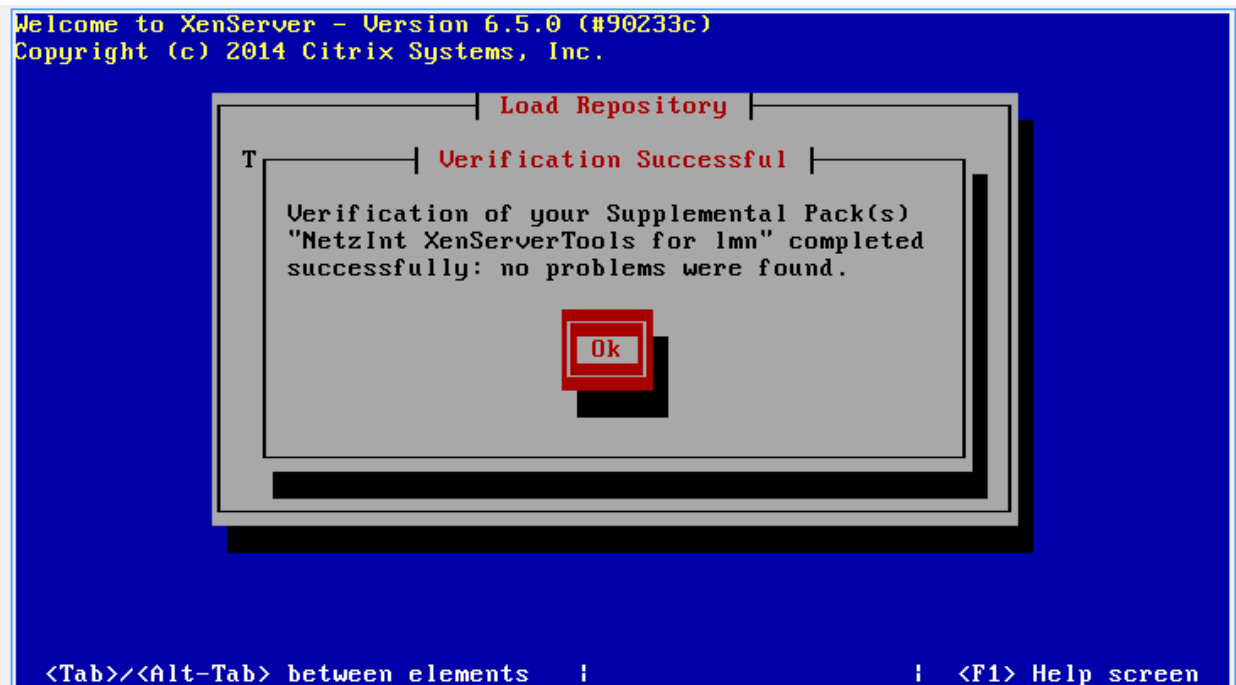 Welcome to XenServer - Version 6.5.0 (#90233c)
Copyright (c) 2014 Citrix Systems, Inc.
Load Repository
T
Verification Successful
Verification of your Supplemental Pack(s)
"NetzInt XenServerTools for lmn" completed
successfully: no problems were found.
Ok
<Tab>/<Alt-Tab> between elements | | <F1> Help screen